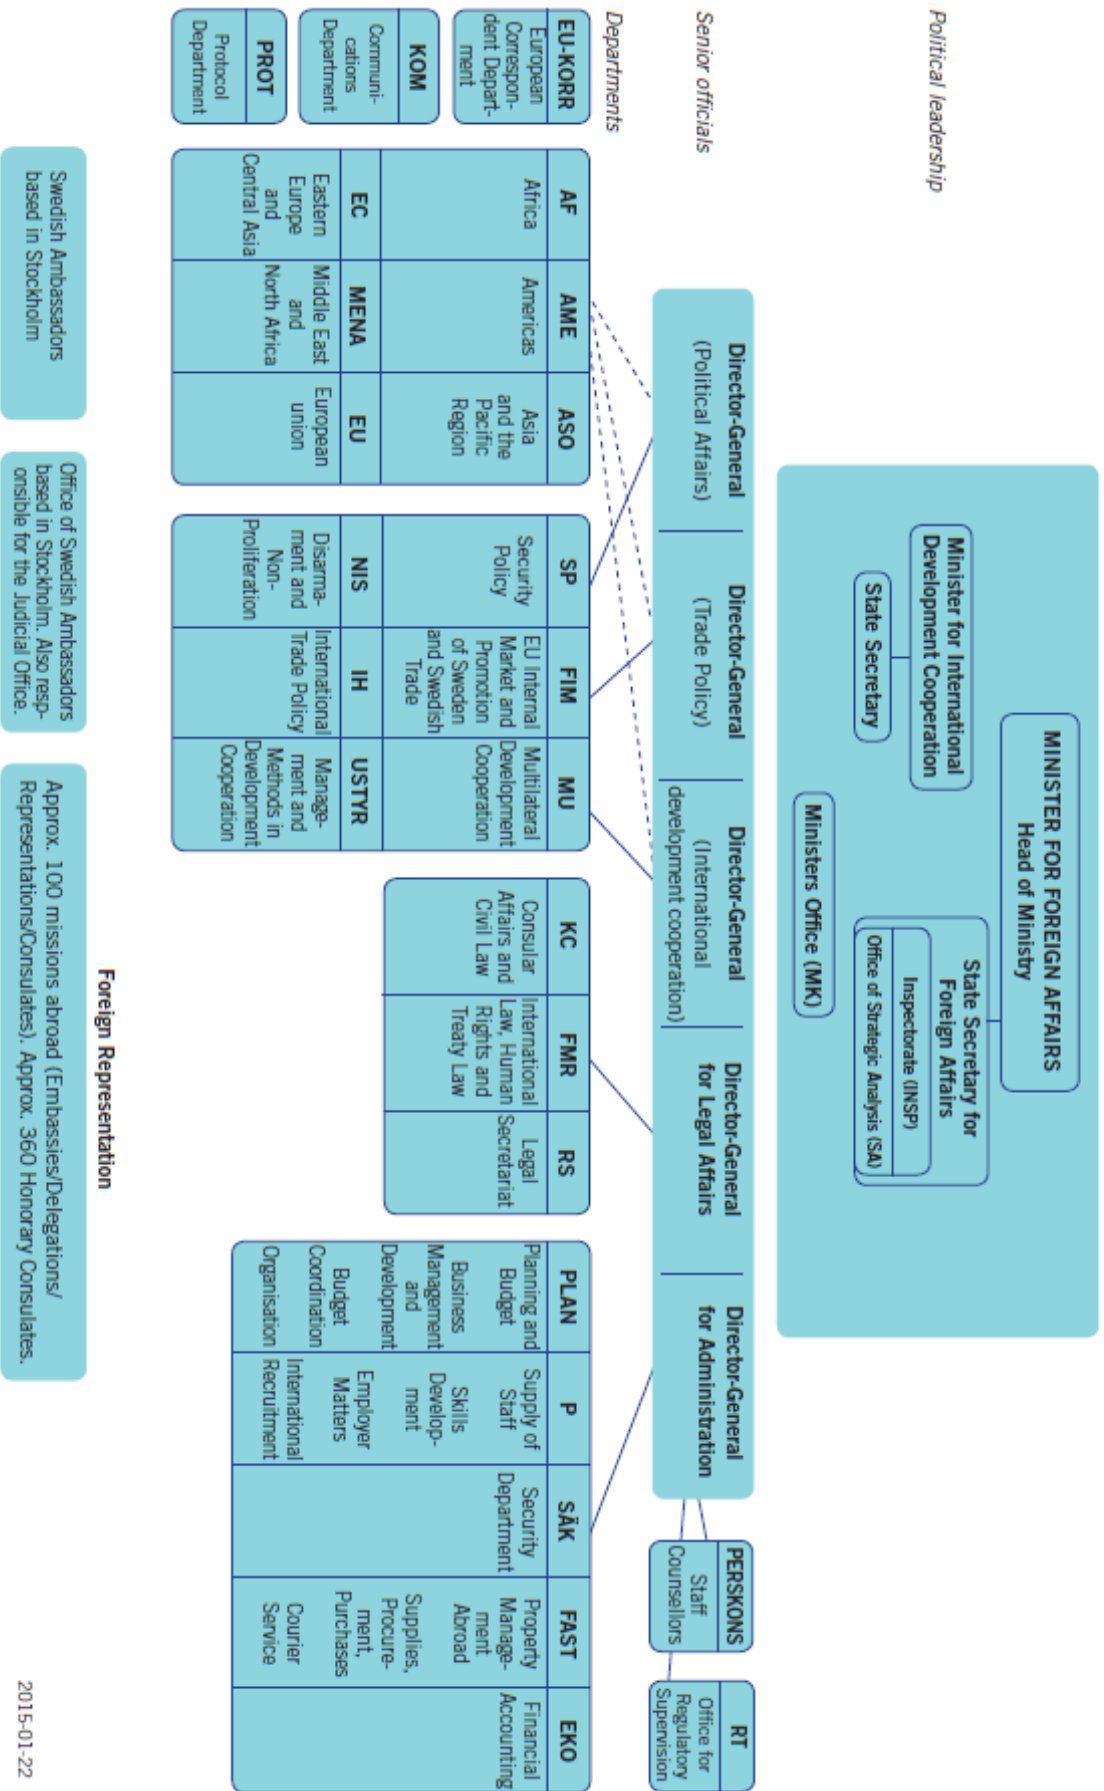 Political leadership
MINISTER FOR FOREIGN AFFAIRS
Head of Ministry
Minister for International
Development Cooperation
State Secretary
State Secretary for
Foreign Affairs
Inspectorate (INSP)
Office of Strategic Analysis (SA)
Ministers Office (MK)
Senior officials
Director-General
(Political Affairs)
Director-General
(Trade Policy)
Director-General
(International
development cooperation)
Director-General
for Legal Affairs
Director-General
for Administration
PERSKONS
Staff
Counsellors
RT
Office for
Regulatory
Supervision
Departments
EU-KORR
European
Correspon-
dent Depart-
ment
KOM
Communi-
cations
Department
PROT
Protocol
Department
AF
Africa
AME
Americas
ASO
Asia
and the
Pacific
Region
EC
Eastern
Europe
and
Central Asia
MENA
Middle East
and
North Africa
EU
European
union
SP
Security
Policy
FIM
EU Internal
Market and
Promotion
of Sweden
and Swedish
Trade
MU
Multilateral
Development
Cooperation
NIS
Disarma-
ment and
Non-
Proliferation
IH
International
Trade Policy
USTYR
Manage-
ment and
Methods in
Development
Cooperation
KC
Consular
Affairs and
Civil Law
FMR
International
Law, Human
Rights and
Treaty Law
RS
Legal
Secretariat
PLAN
Planning and
Budget
Business
Management
and
Development
Budget
Coordination
Organisation
P
Supply of
Staff
Skills
Develop-
ment
Employer
Matters
International
Recruitment
SÄK
Security
Department
FAST
Property
Manage-
ment
Abroad
Supplies,
Procure-
ment,
Purchases
Courier
Service
EKO
Financial
Accounting
Foreign Representation
Swedish Ambassadors
based in Stockholm
Office of Swedish Ambassadors
based in Stockholm. Also resp-
onsible for the Judicial Office.
Approx. 100 missions abroad (Embassies/Delegations/
Representations/Consulates). Approx. 360 Honorary Consulates.
2015-01-22